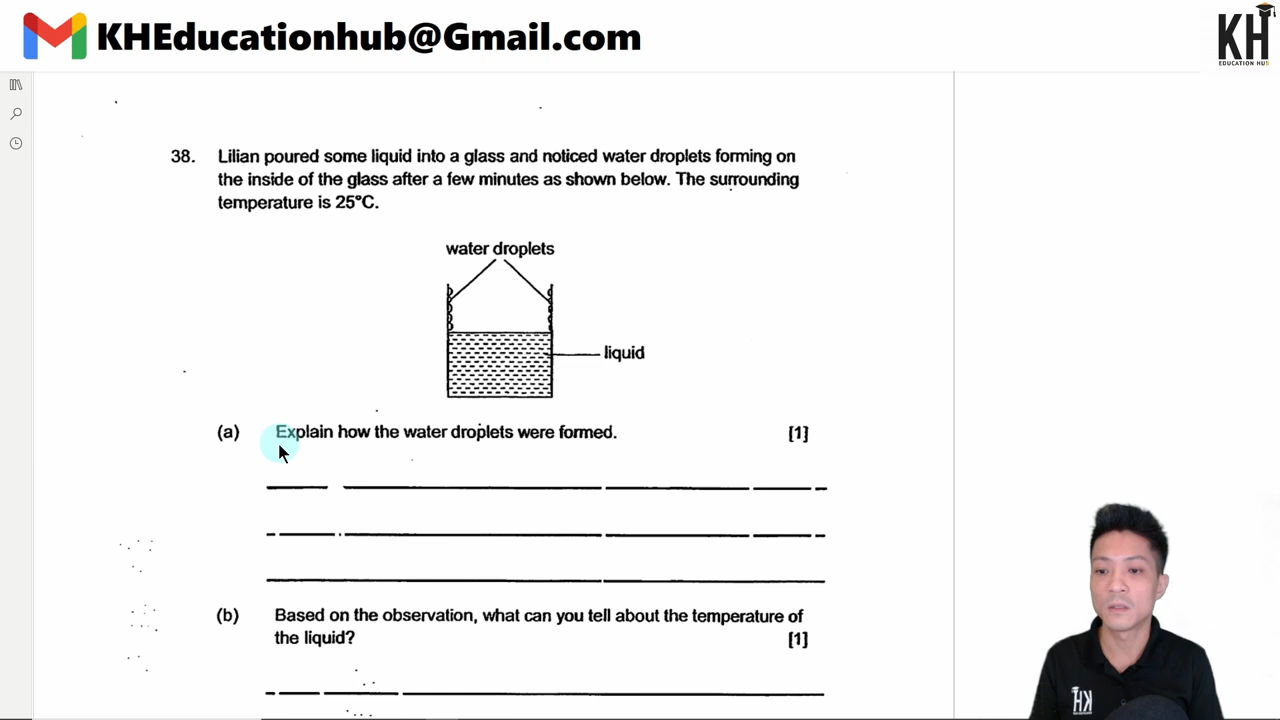 KHEducationhub@Gmail.com
KH
EDUCATION HUB
38. Lilian poured some liquid into a glass and noticed water droplets forming on
the inside of the glass after a few minutes as shown below. The surrounding
temperature is 25°C.
water droplets
liquid
(a) Explain how the water droplets were formed. [1]
(b) Based on the observation, what can you tell about the temperature of
the liquid? [1]
KH